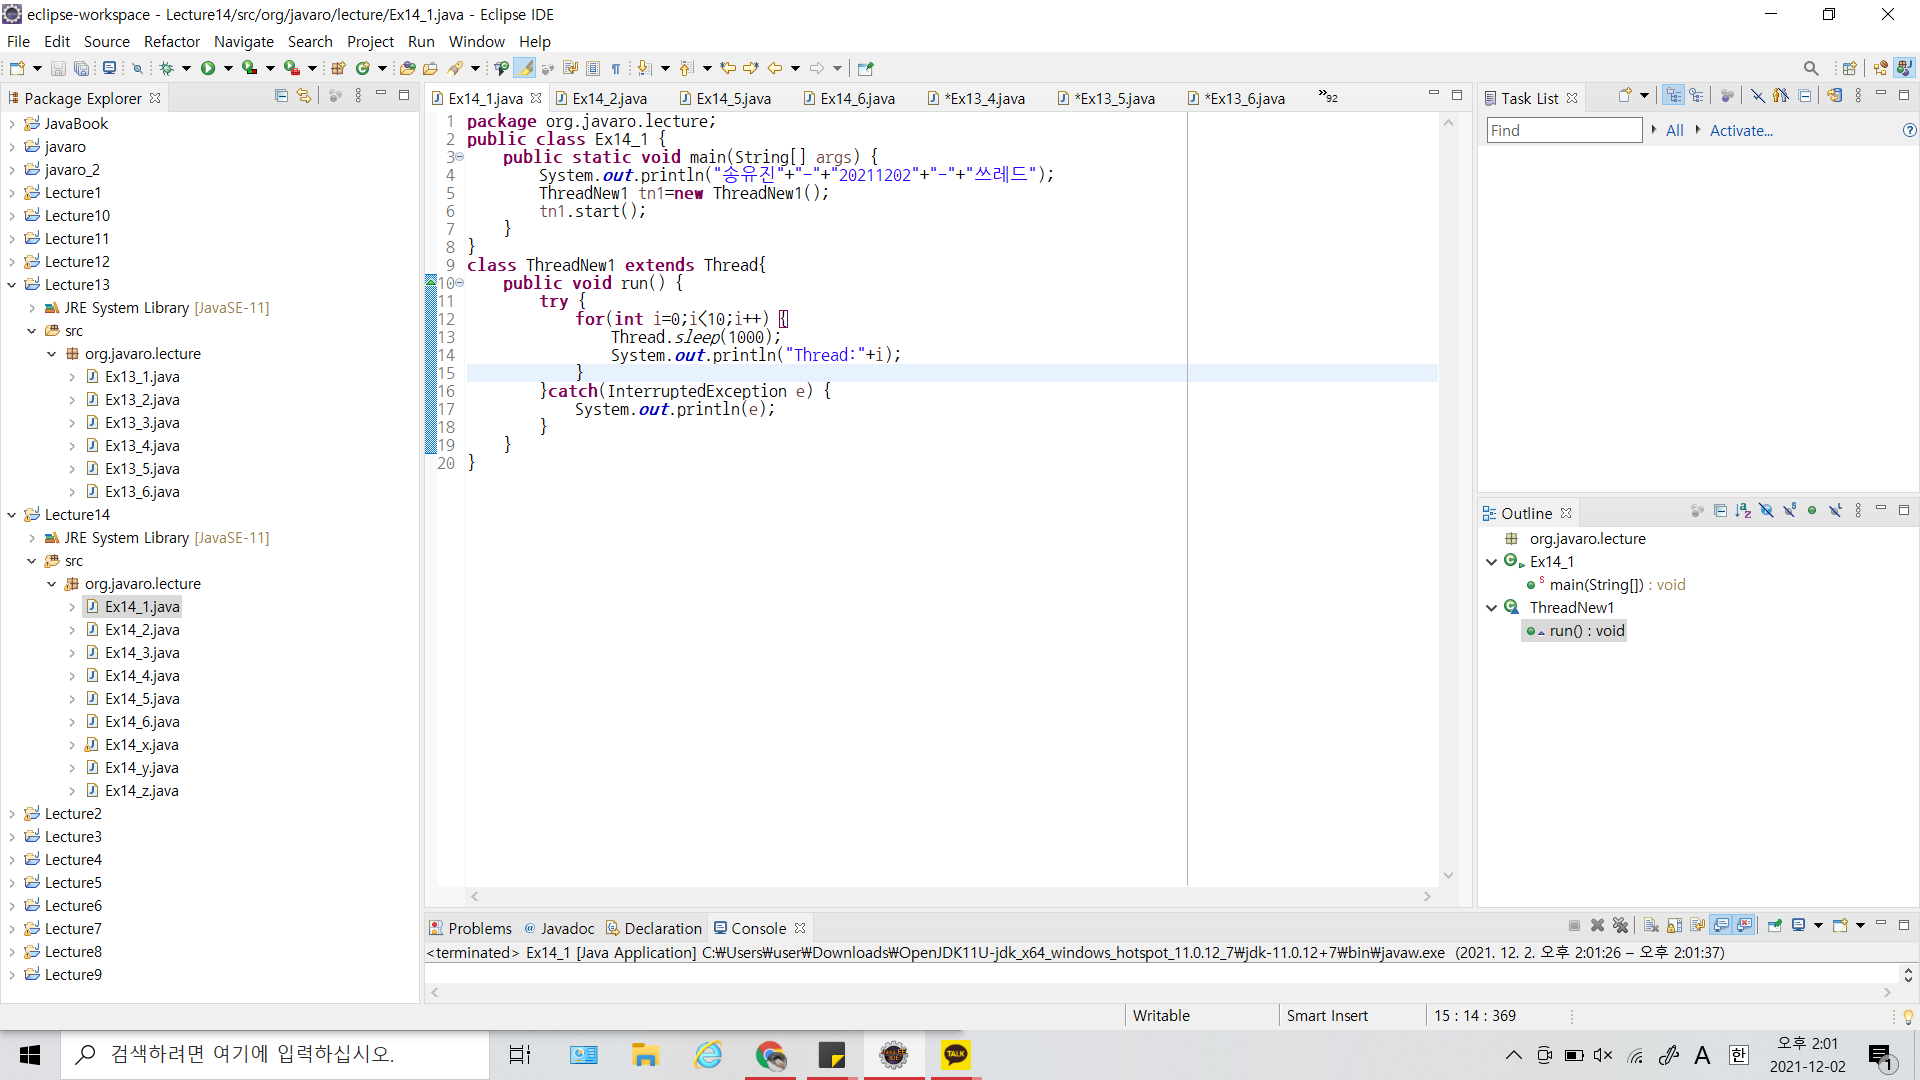 eclipse-workspace - Lecture14/src/org/javaro/lecture/Ex14_1.java - Eclipse IDE
File Edit Source Refactor Navigate Search Project Run Window Help
Package Explorer
JavaBook
javaro
javaro_2
Lecture1
Lecture10
Lecture11
Lecture12
Lecture13
JRE System Library [JavaSE-11]
src
org.javaro.lecture
Ex13_1.java
Ex13_2.java
Ex13_3.java
Ex13_4.java
Ex13_5.java
Ex13_6.java
Lecture14
JRE System Library [JavaSE-11]
src
org.javaro.lecture
Ex14_1.java
Ex14_2.java
Ex14_3.java
Ex14_4.java
Ex14_5.java
Ex14_6.java
Ex14_x.java
Ex14_y.java
Ex14_z.java
Lecture2
Lecture3
Lecture4
Lecture5
Lecture6
Lecture7
Lecture8
Lecture9
Ex14_1.java Ex14_2.java Ex14_5.java Ex14_6.java *Ex13_4.java *Ex13_5.java *Ex13_6.java »92
1 package org.javaro.lecture;
2 public class Ex14_1 {
3 public static void main(String[] args) {
4 System.out.println("송유진"+"-"+"20211202"+"-"+"쓰레드");
5 ThreadNew1 tn1=new ThreadNew1();
6 tn1.start();
7 }
8 }
9 class ThreadNew1 extends Thread{
10 public void run() {
11 try {
12 for(int i=0;i<10;i++) {
13 Thread.sleep(1000);
14 System.out.println("Thread:"+i);
15 }
16 }catch(InterruptedException e) {
17 System.out.println(e);
18 }
19 }
20 }
Task List
Find All Activate...
Outline
org.javaro.lecture
Ex14_1
main(String[]) : void
ThreadNew1
run() : void
Problems Javadoc Declaration Console
<terminated> Ex14_1 [Java Application] C:₩Users₩user₩Downloads₩OpenJDK11U-jdk_x64_windows_hotspot_11.0.12_7₩jdk-11.0.12+7₩bin₩javaw.exe (2021. 12. 2. 오후 2:01:26 – 오후 2:01:37)
Writable Smart Insert 15 : 14 : 369
검색하려면 여기에 입력하십시오.
TALK
A 한 오후 2:01
2021-12-02
1